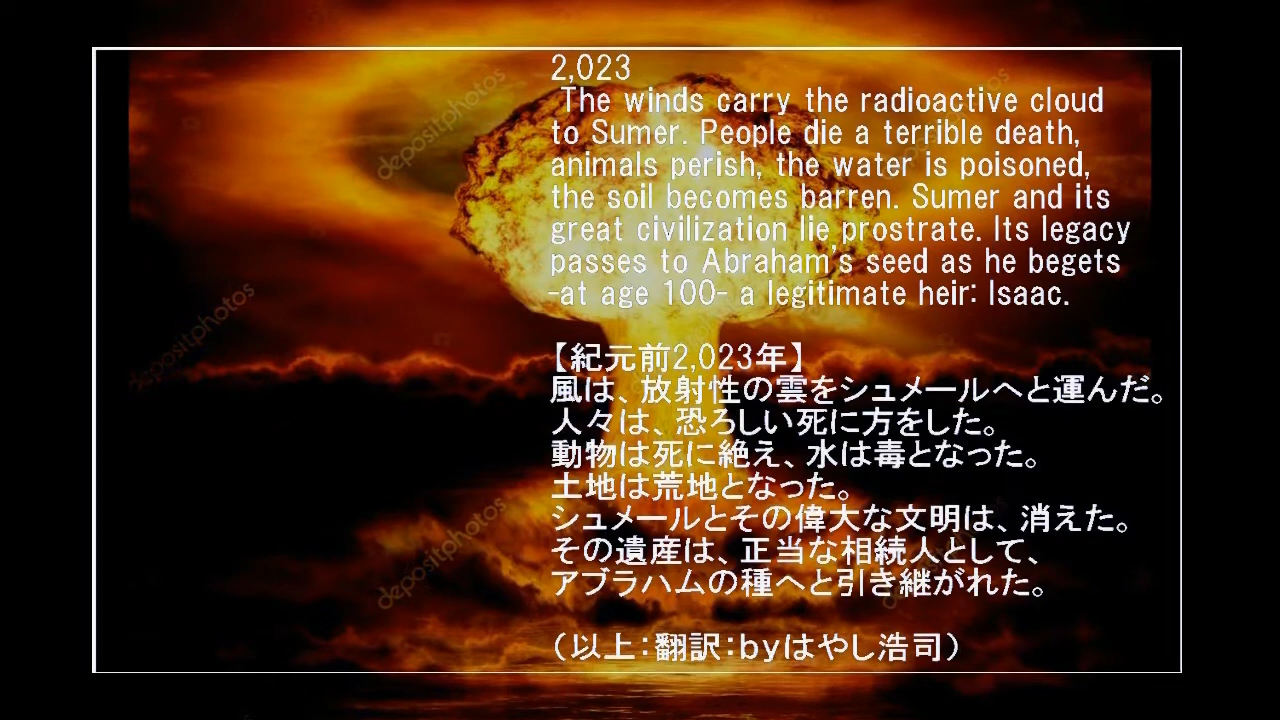 2,023
The winds carry the radioactive cloud
to Sumer. People die a terrible death,
animals perish, the water is poisoned,
the soil becomes barren. Sumer and its
great civilization lie prostrate. Its legacy
passes to Abraham's seed as he begets
-at age 100- a legitimate heir: Isaac.
【紀元前2,023年】
風は、放射性の雲をシュメールへと運んだ。
人々は、恐ろしい死に方をした。
動物は死に絶え、水は毒となった。
土地は荒地となった。
シュメールとその偉大な文明は、消えた。
その遺産は、正当な相続人として、
アブラハムの種へと引き継がれた。
（以上：翻訳：byはやし浩司）
depositphotos
depositphotos
depositphotos
depositphotos